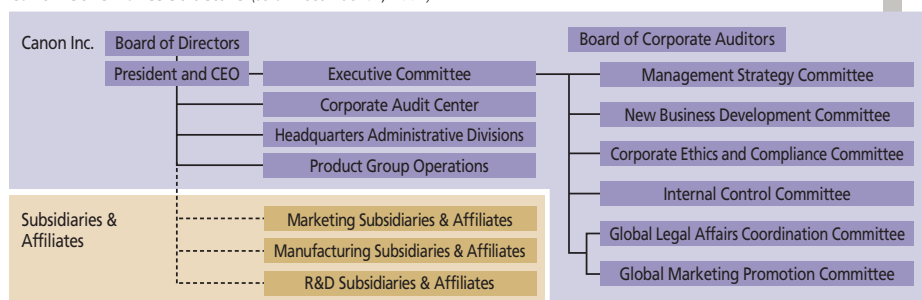 Canon Inc.
Board of Directors
Board of Corporate Auditors
President and CEO
Executive Committee
Management Strategy Committee
Corporate Audit Center
New Business Development Committee
Headquarters Administrative Divisions
Corporate Ethics and Compliance Committee
Product Group Operations
Internal Control Committee
Subsidiaries &
Affiliates
Marketing Subsidiaries & Affiliates
Global Legal Affairs Coordination Committee
Manufacturing Subsidiaries & Affiliates
Global Marketing Promotion Committee
R&D Subsidiaries & Affiliates